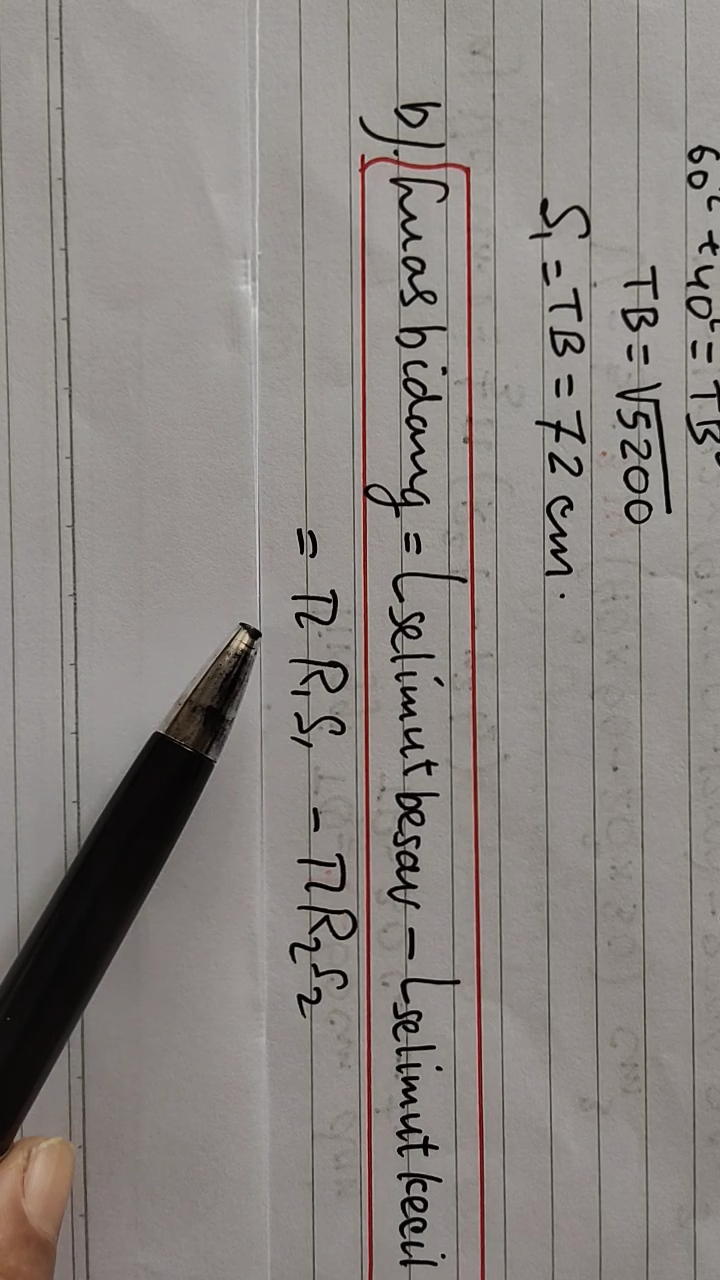 60² + 40² = TB²
TB = √5200
S₁ = TB = 72 cm.
b). Luas bidang = L selimut besar - L selimut kecil
= π R₁ S₁ - π R₂ S₂